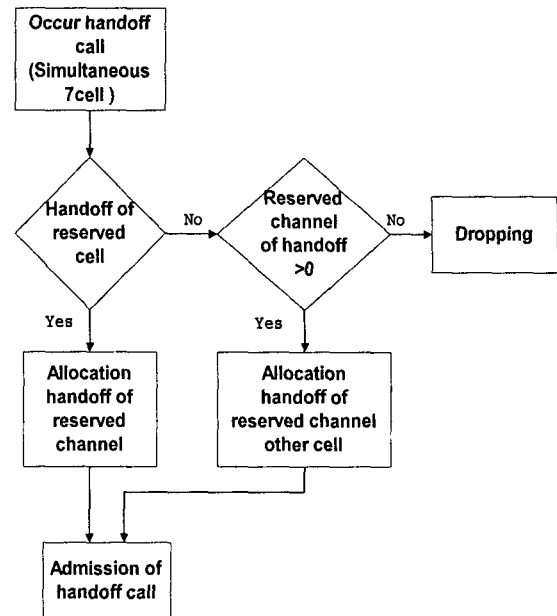 Occur handoff
call
(Simultaneous
7cell )
Handoff of
reserved
cell
No
Reserved
channel
of handoff
>0
No
Dropping
Yes
Yes
Allocation
handoff of
reserved
channel
Allocation
handoff of
reserved channel
other cell
Admission of
handoff call